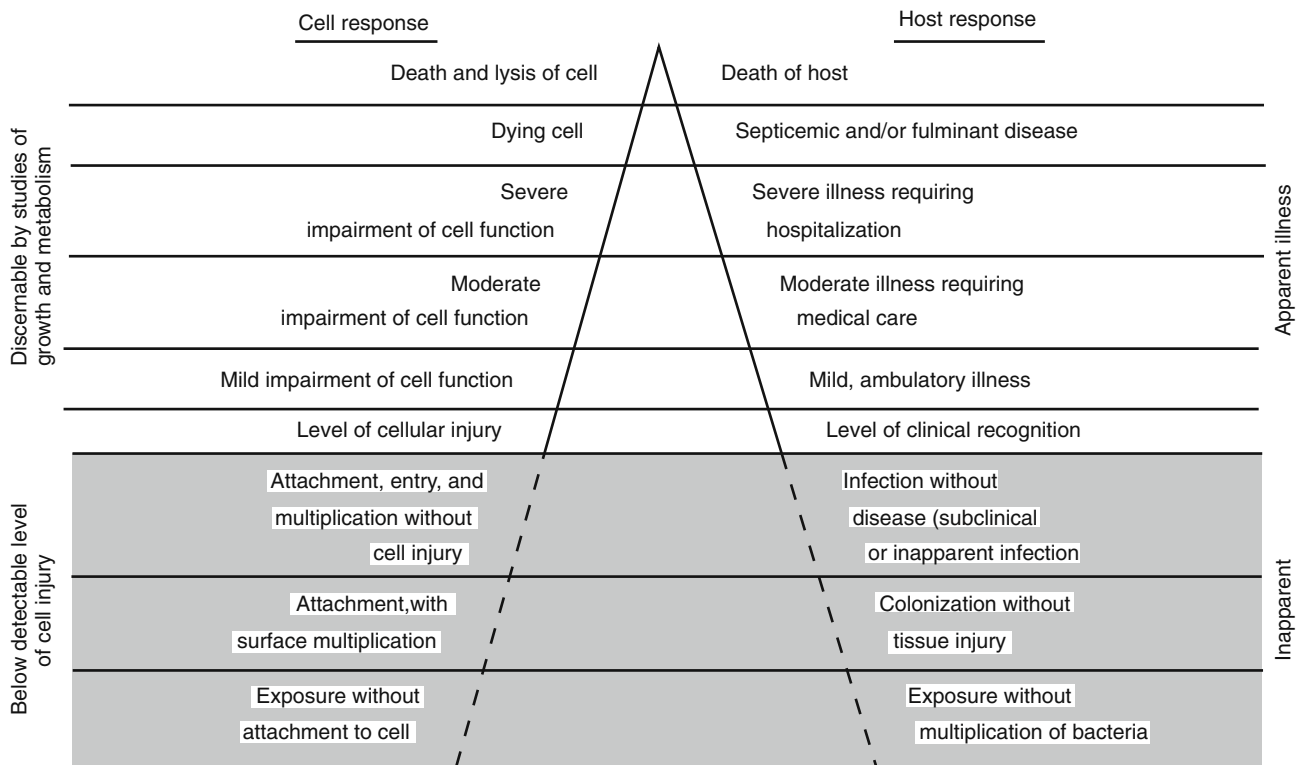 Cell response
Host response
Death and lysis of cell
Death of host
Dying cell
Septicemic and/or fulminant disease
Severe
impairment of cell function
Severe illness requiring
hospitalization
Moderate
impairment of cell function
Moderate illness requiring
medical care
Mild impairment of cell function
Mild, ambulatory illness
Level of cellular injury
Level of clinical recognition
Attachment, entry, and
multiplication without
cell injury
Infection without
disease (subclinical
or inapparent infection
Attachment,with
surface multiplication
Colonization without
tissue injury
Exposure without
attachment to cell
Exposure without
multiplication of bacteria
Discernable by studies of
growth and metabolism
Below detectable level
of cell injury
Apparent illness
Inapparent